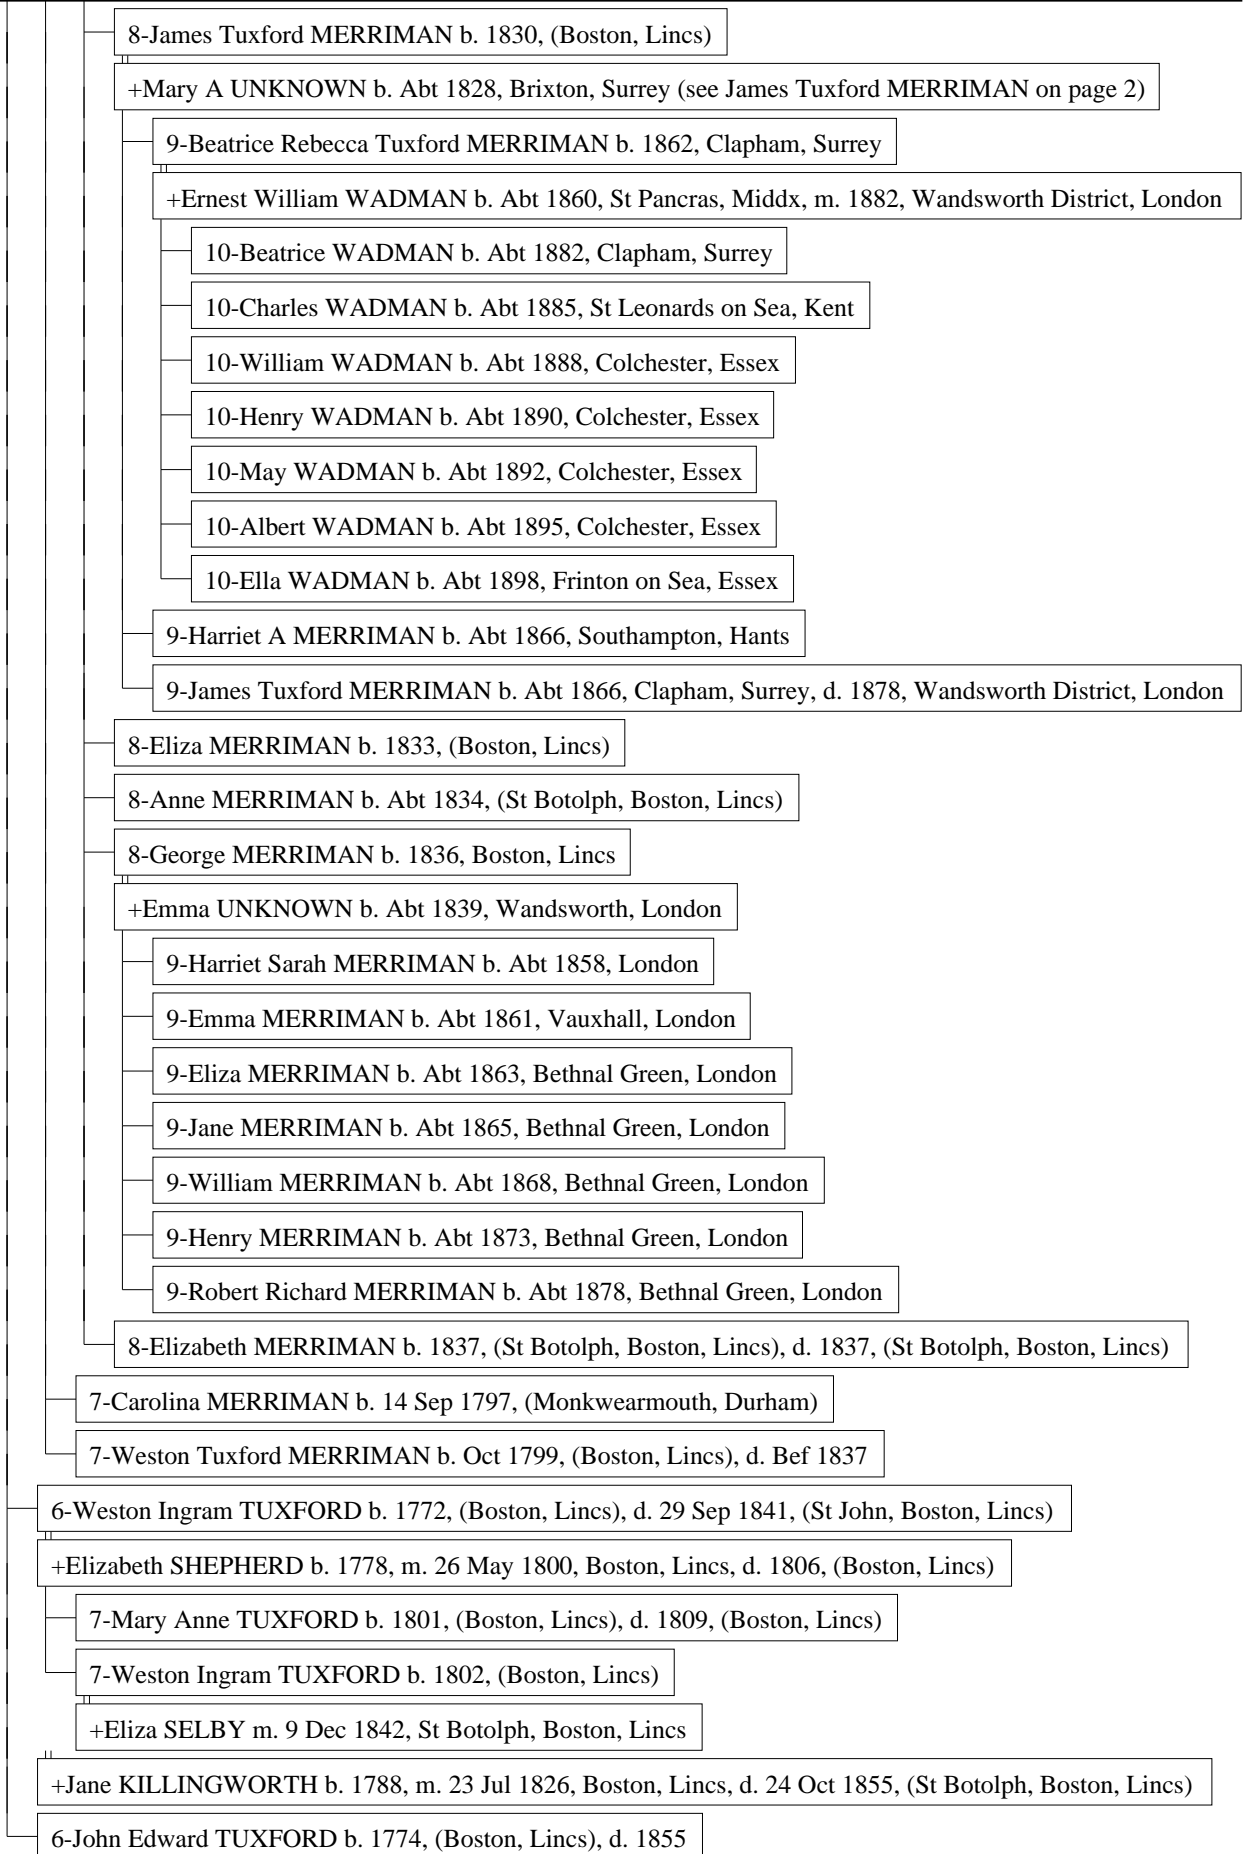 8-James Tuxford MERRIMAN b. 1830, (Boston, Lincs)
+Mary A UNKNOWN b. Abt 1828, Brixton, Surrey (see James Tuxford MERRIMAN on page 2)
9-Beatrice Rebecca Tuxford MERRIMAN b. 1862, Clapham, Surrey
+Ernest William WADMAN b. Abt 1860, St Pancras, Middx, m. 1882, Wandsworth District, London
10-Beatrice WADMAN b. Abt 1882, Clapham, Surrey
10-Charles WADMAN b. Abt 1885, St Leonards on Sea, Kent
10-William WADMAN b. Abt 1888, Colchester, Essex
10-Henry WADMAN b. Abt 1890, Colchester, Essex
10-May WADMAN b. Abt 1892, Colchester, Essex
10-Albert WADMAN b. Abt 1895, Colchester, Essex
10-Ella WADMAN b. Abt 1898, Frinton on Sea, Essex
9-Harriet A MERRIMAN b. Abt 1866, Southampton, Hants
9-James Tuxford MERRIMAN b. Abt 1866, Clapham, Surrey, d. 1878, Wandsworth District, London
8-Eliza MERRIMAN b. 1833, (Boston, Lincs)
8-Anne MERRIMAN b. Abt 1834, (St Botolph, Boston, Lincs)
8-George MERRIMAN b. 1836, Boston, Lincs
+Emma UNKNOWN b. Abt 1839, Wandsworth, London
9-Harriet Sarah MERRIMAN b. Abt 1858, London
9-Emma MERRIMAN b. Abt 1861, Vauxhall, London
9-Eliza MERRIMAN b. Abt 1863, Bethnal Green, London
9-Jane MERRIMAN b. Abt 1865, Bethnal Green, London
9-William MERRIMAN b. Abt 1868, Bethnal Green, London
9-Henry MERRIMAN b. Abt 1873, Bethnal Green, London
9-Robert Richard MERRIMAN b. Abt 1878, Bethnal Green, London
8-Elizabeth MERRIMAN b. 1837, (St Botolph, Boston, Lincs), d. 1837, (St Botolph, Boston, Lincs)
7-Carolina MERRIMAN b. 14 Sep 1797, (Monkwearmouth, Durham)
7-Weston Tuxford MERRIMAN b. Oct 1799, (Boston, Lincs), d. Bef 1837
6-Weston Ingram TUXFORD b. 1772, (Boston, Lincs), d. 29 Sep 1841, (St John, Boston, Lincs)
+Elizabeth SHEPHERD b. 1778, m. 26 May 1800, Boston, Lincs, d. 1806, (Boston, Lincs)
7-Mary Anne TUXFORD b. 1801, (Boston, Lincs), d. 1809, (Boston, Lincs)
7-Weston Ingram TUXFORD b. 1802, (Boston, Lincs)
+Eliza SELBY m. 9 Dec 1842, St Botolph, Boston, Lincs
+Jane KILLINGWORTH b. 1788, m. 23 Jul 1826, Boston, Lincs, d. 24 Oct 1855, (St Botolph, Boston, Lincs)
6-John Edward TUXFORD b. 1774, (Boston, Lincs), d. 1855